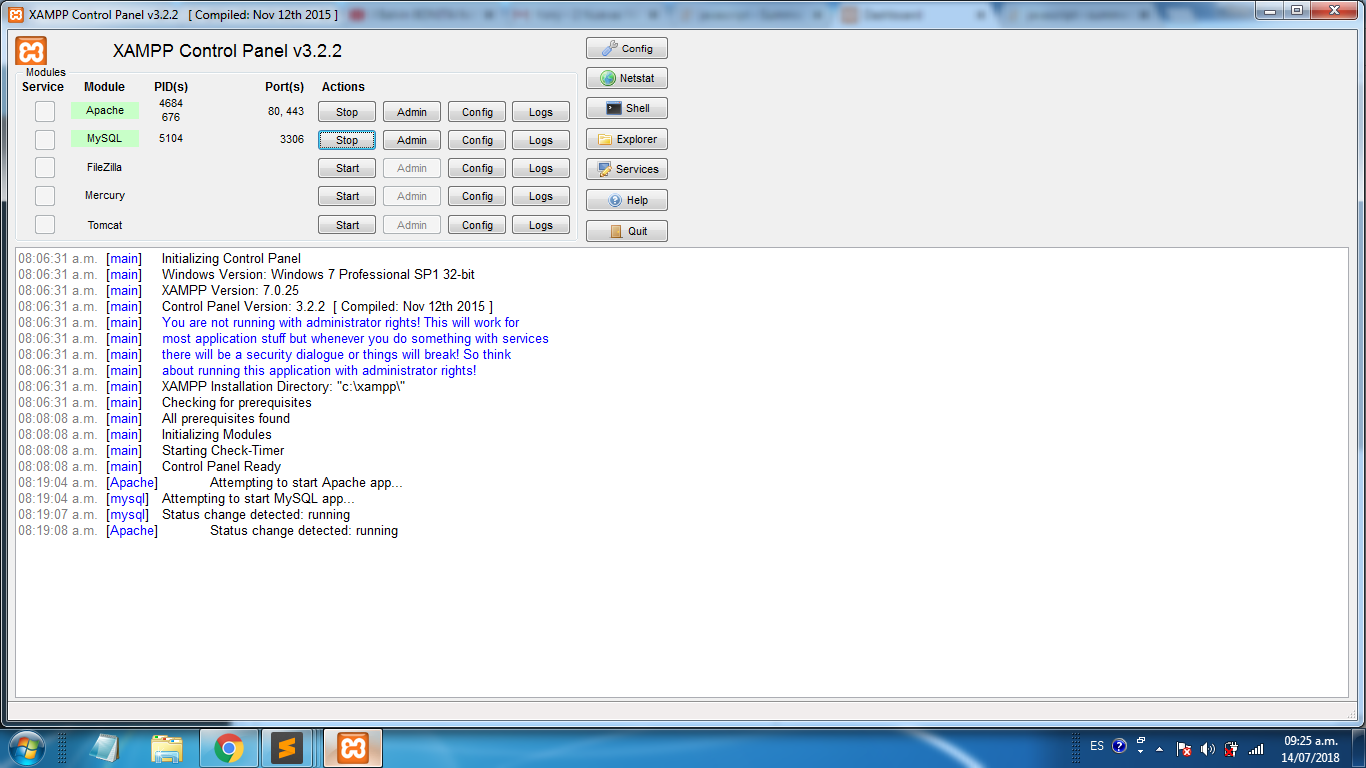 XAMPP Control Panel v3.2.2 [ Compiled: Nov 12th 2015 ]
Dashboard
XAMPP Control Panel v3.2.2
Modules
Service Module PID(s) Port(s) Actions
Apache 4684 676 80, 443 Stop Admin Config Logs
MySQL 5104 3306 Stop Admin Config Logs
FileZilla Start Admin Config Logs
Mercury Start Admin Config Logs
Tomcat Start Admin Config Logs
Config
Netstat
Shell
Explorer
Services
Help
Quit
08:06:31 a.m. [main] Initializing Control Panel
08:06:31 a.m. [main] Windows Version: Windows 7 Professional SP1 32-bit
08:06:31 a.m. [main] XAMPP Version: 7.0.25
08:06:31 a.m. [main] Control Panel Version: 3.2.2 [ Compiled: Nov 12th 2015 ]
08:06:31 a.m. [main] You are not running with administrator rights! This will work for
08:06:31 a.m. [main] most application stuff but whenever you do something with services
08:06:31 a.m. [main] there will be a security dialogue or things will break! So think
08:06:31 a.m. [main] about running this application with administrator rights!
08:06:31 a.m. [main] XAMPP Installation Directory: "c:\xampp\"
08:06:31 a.m. [main] Checking for prerequisites
08:08:08 a.m. [main] All prerequisites found
08:08:08 a.m. [main] Initializing Modules
08:08:08 a.m. [main] Starting Check-Timer
08:08:08 a.m. [main] Control Panel Ready
08:19:04 a.m. [Apache] Attempting to start Apache app...
08:19:04 a.m. [mysql] Attempting to start MySQL app...
08:19:07 a.m. [mysql] Status change detected: running
08:19:08 a.m. [Apache] Status change detected: running
ES
09:25 a.m.
14/07/2018